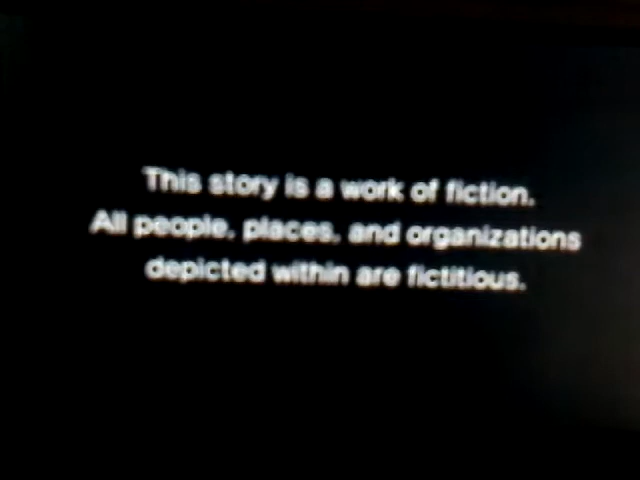 This story is a work of fiction.
All people, places, and organizations
depicted within are fictitious.